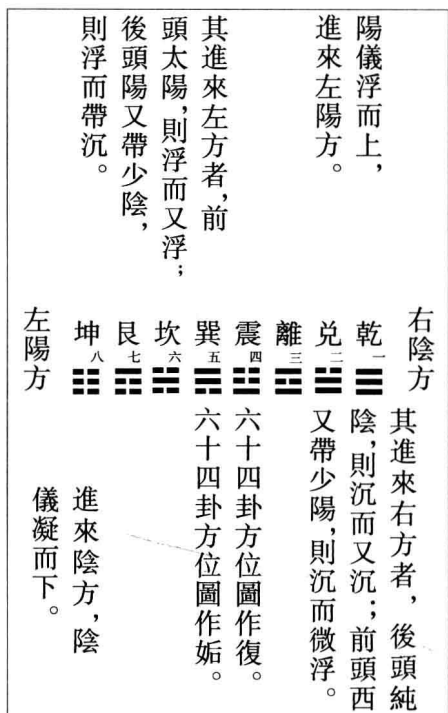 陽儀浮而上，
進來左陽方。
其進來左方者，前
頭太陽，則浮而又浮；
後頭陽又帶少陰，
則浮而帶沉。
右陰方
乾一 ☰
兑二 ☱
離三 ☲
震四 ☳
巽五 ☴
坎六 ☵
艮七 ☶
坤八 ☷
左陽方
其進來右方者，後頭純
陰，則沉而又沉；前頭西
又帶少陽，則沉而微浮。
六十四卦方位圖作復。
六十四卦方位圖作姤。
進來陰方，陰
儀凝而下。